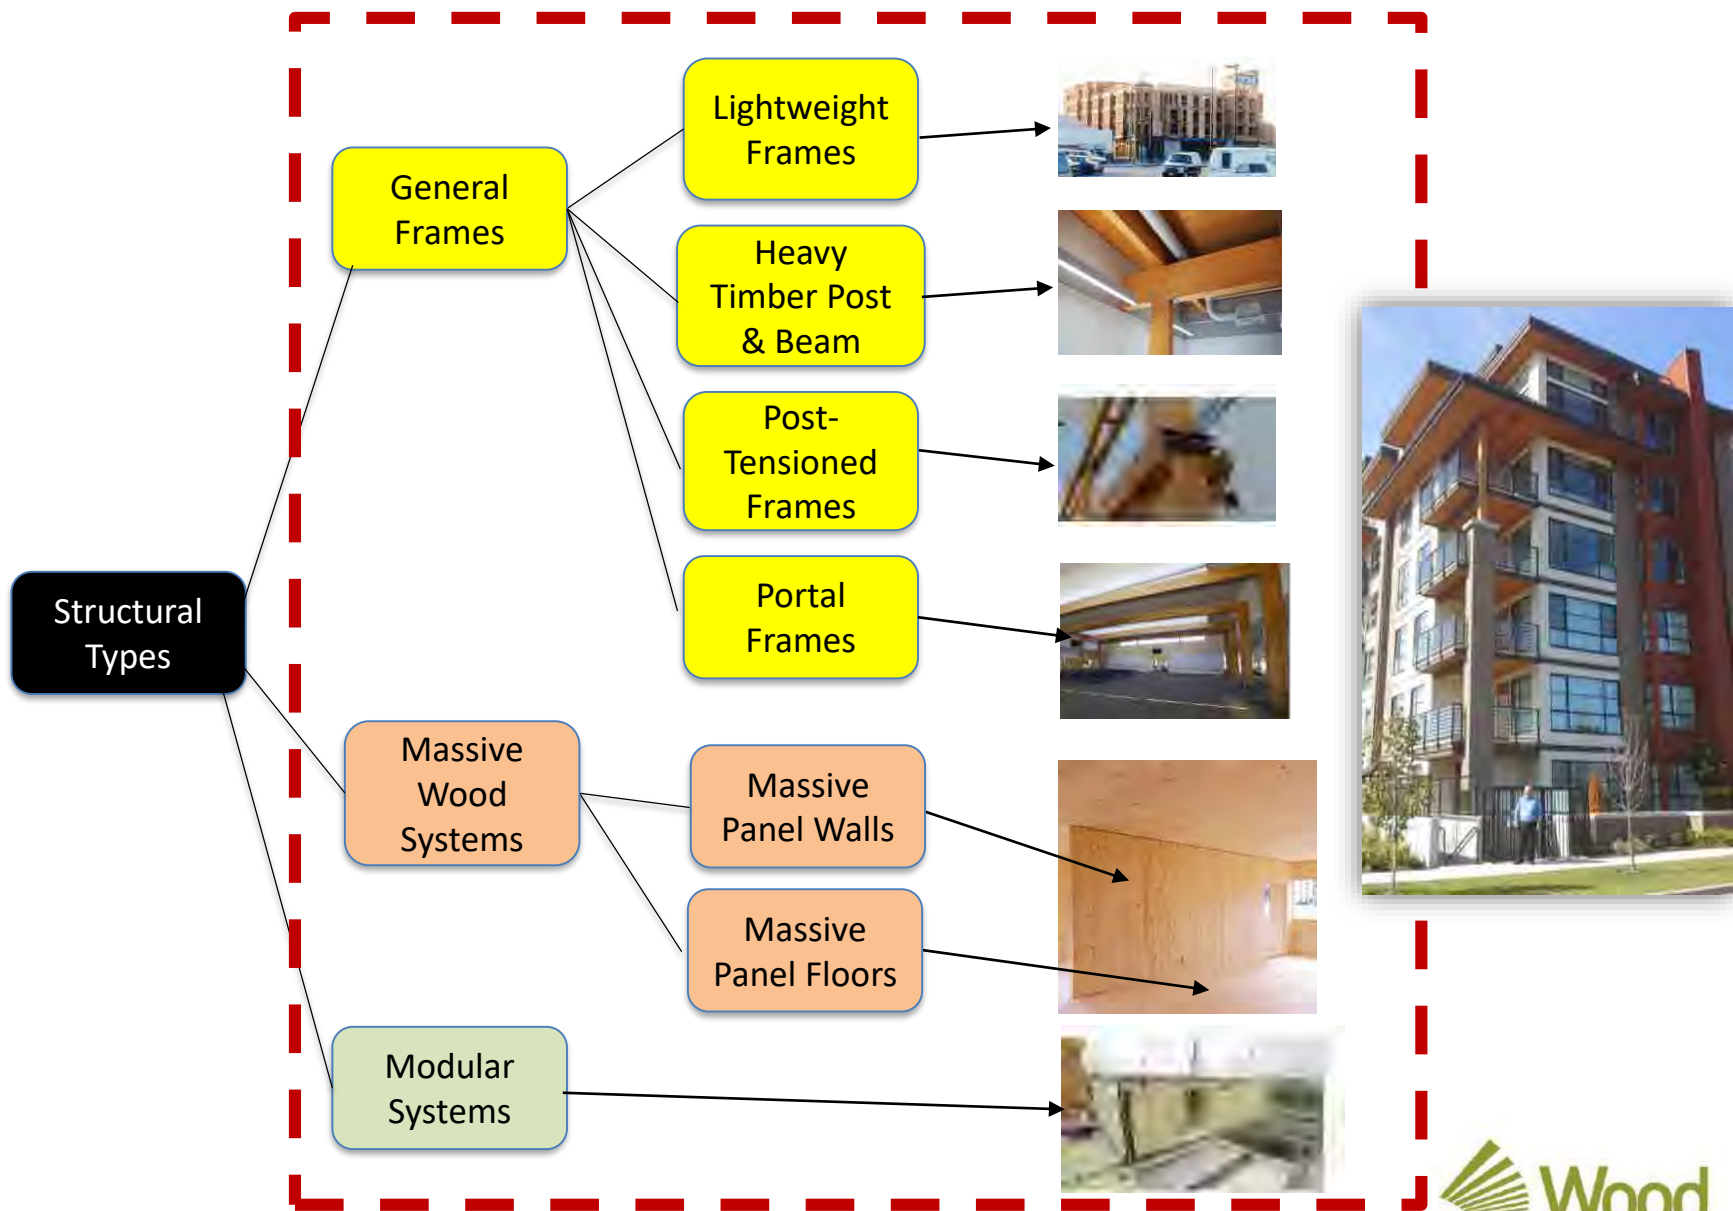 Lightweight
Frames
General
Frames
Heavy
Timber Post
& Beam
Post-
Tensioned
Frames
Portal
Frames
Structural
Types
Massive
Wood
Systems
Massive
Panel Walls
Massive
Panel Floors
Modular
Systems
Wood